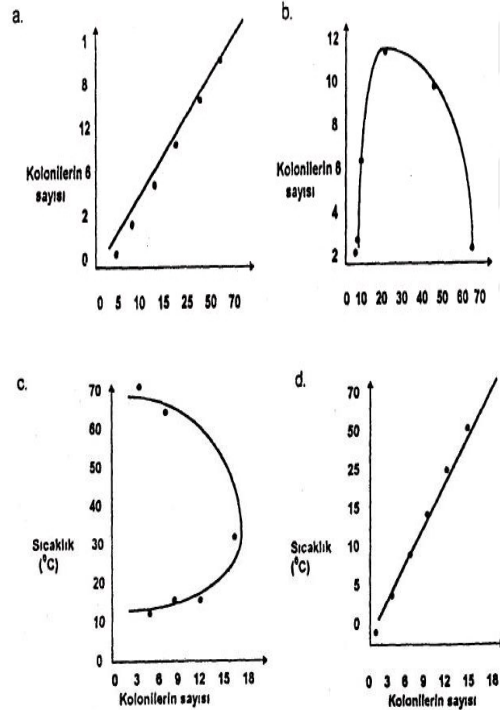 a.
1
8
12
Kolonilerin 6
sayısı
2
0
0 5 10 15 25 50 70
b.
12
10
8
Kolonilerin 6
sayısı
4
2
0 10 20 30 40 50 60 70
c.
70
60
50
40
Sıcaklık
(⁰C)
30
20
10
0
0 3 6 9 12 15 18
Kolonilerin sayısı
d.
70
50
25
15
Sıcaklık
(⁰C)
10
5
0
0 3 6 9 12 15 18
Kolonilerin sayısı